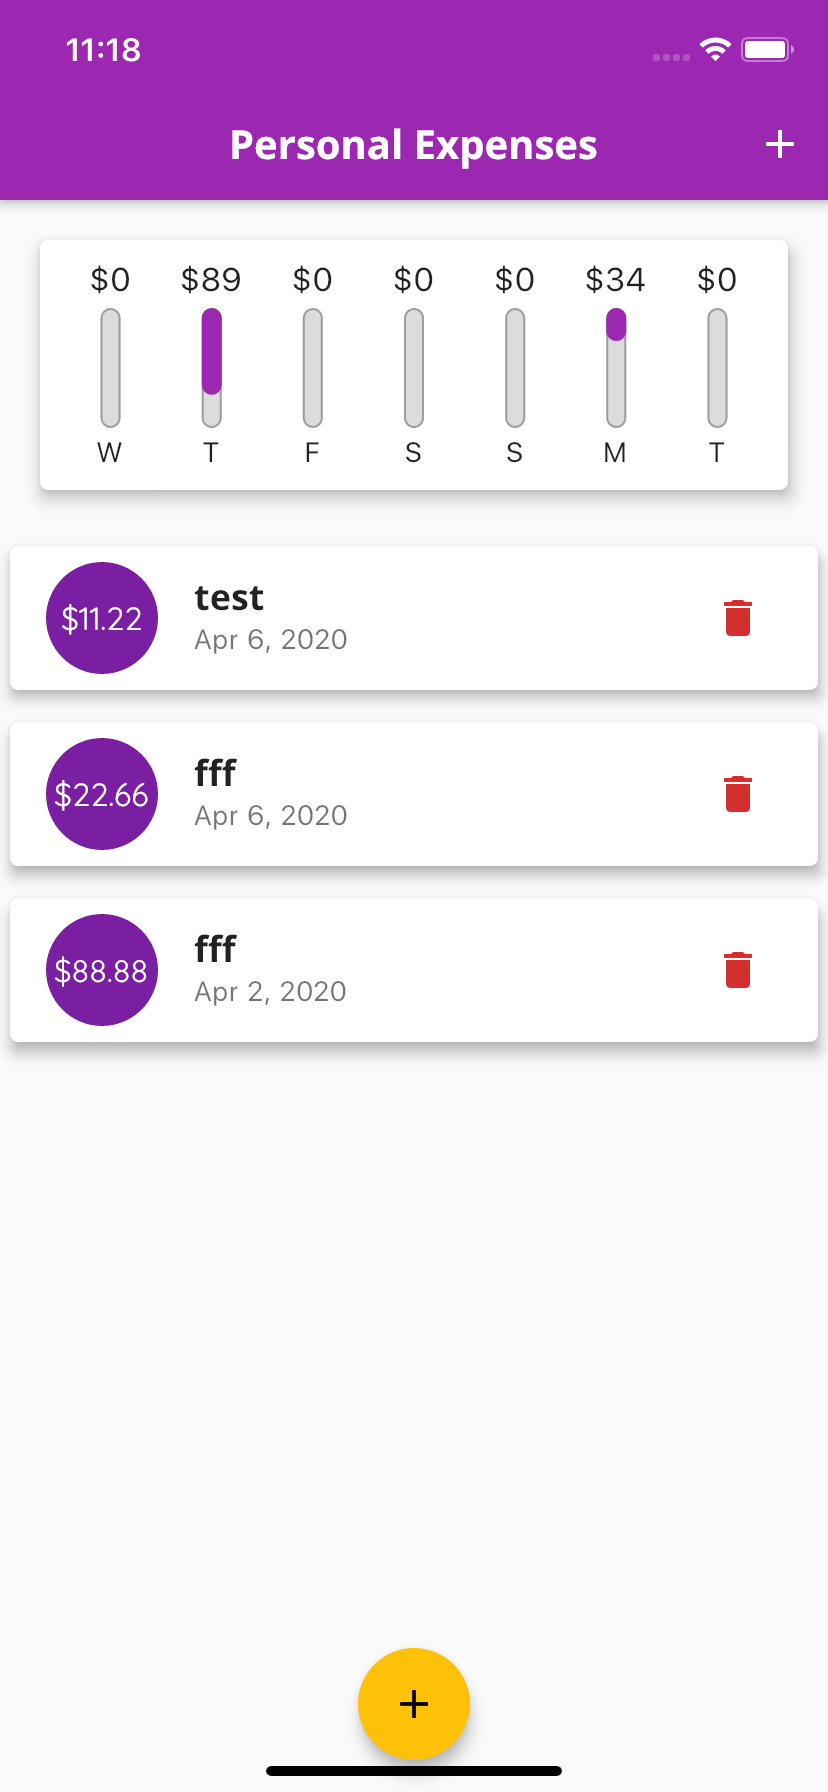 11:18
Personal Expenses +
$0 $89 $0 $0 $0 $34 $0
W T F S S M T
$11.22
test
Apr 6, 2020
$22.66
fff
Apr 6, 2020
$88.88
fff
Apr 2, 2020
+